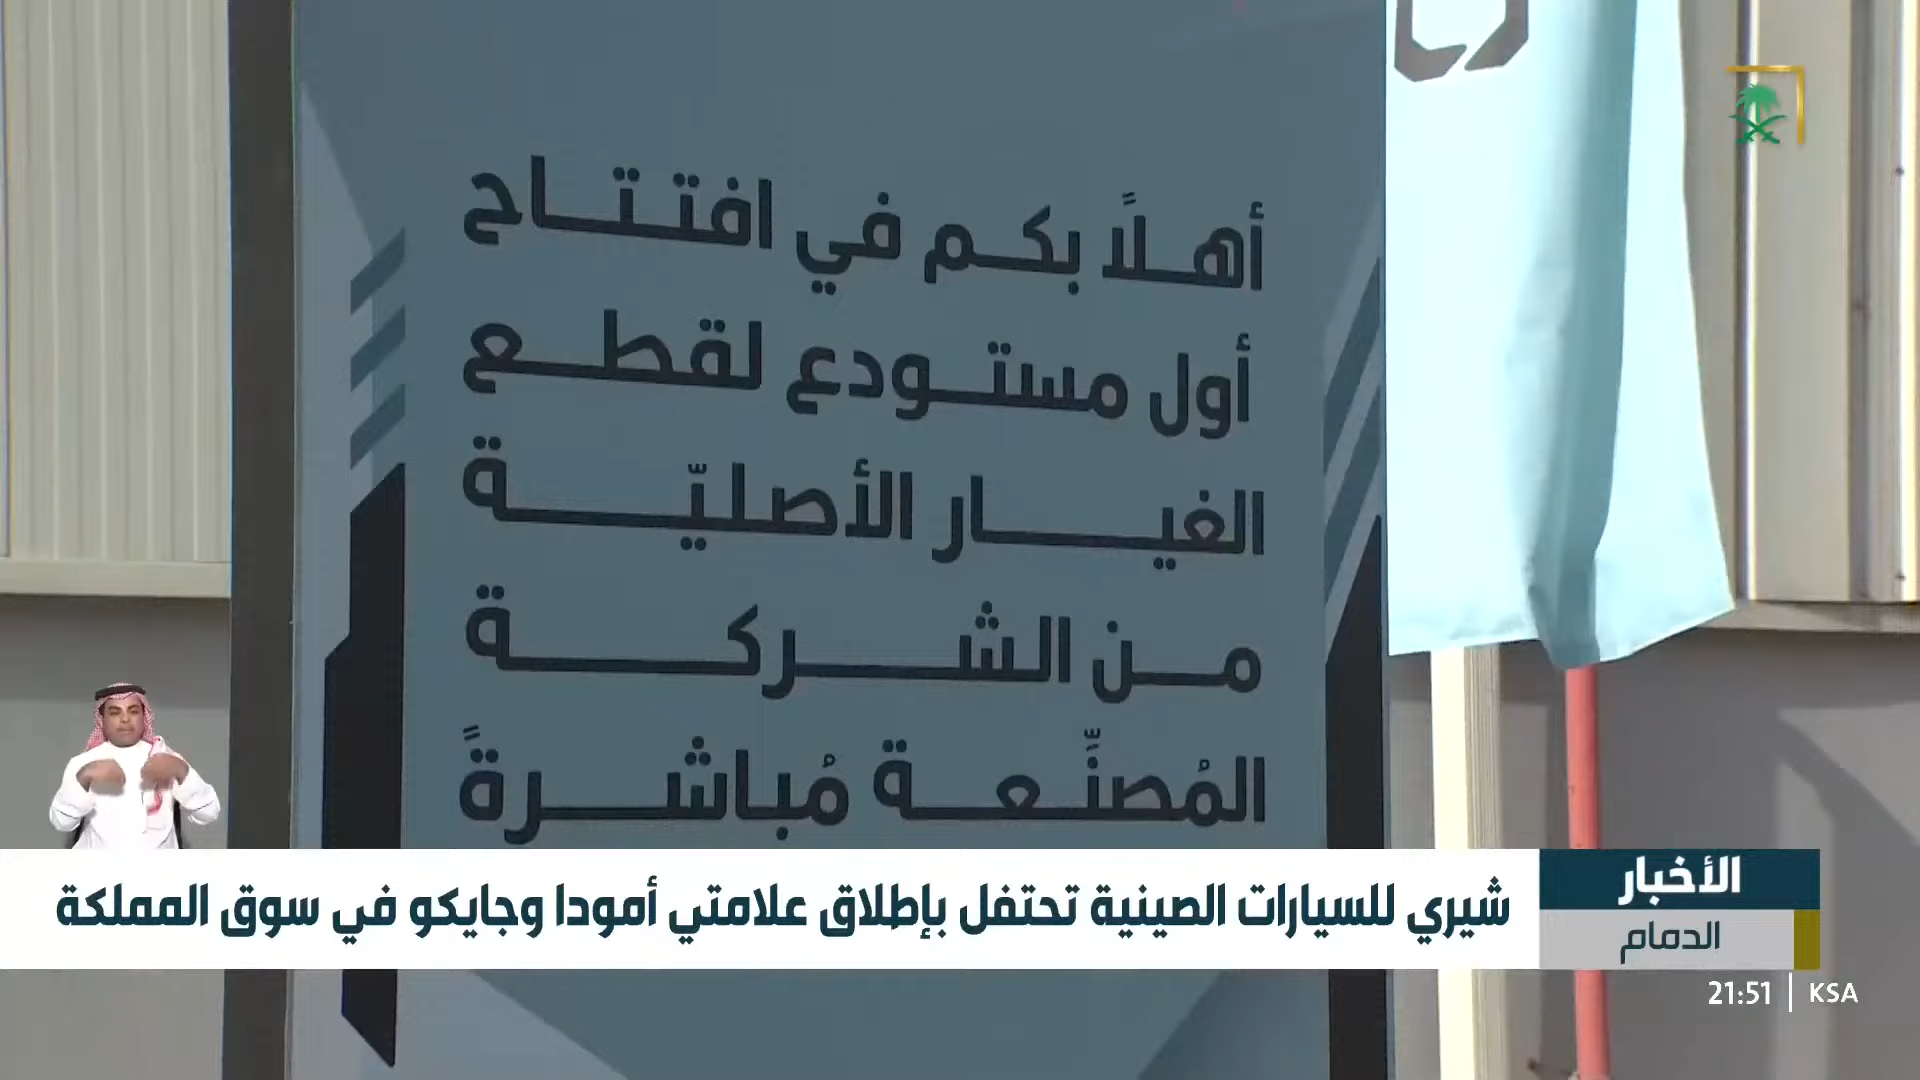 أهلاً بكم في افتتاح
أول مستودع لقطع
الغيار الأصليّة
من الشركة
المُصنِّعة مُباشرةً
الأخبار
شيري للسيارات الصينية تحتفل بإطلاق علامتي أمودا وجايكو في سوق المملكة
الدمام
21:51 | KSA